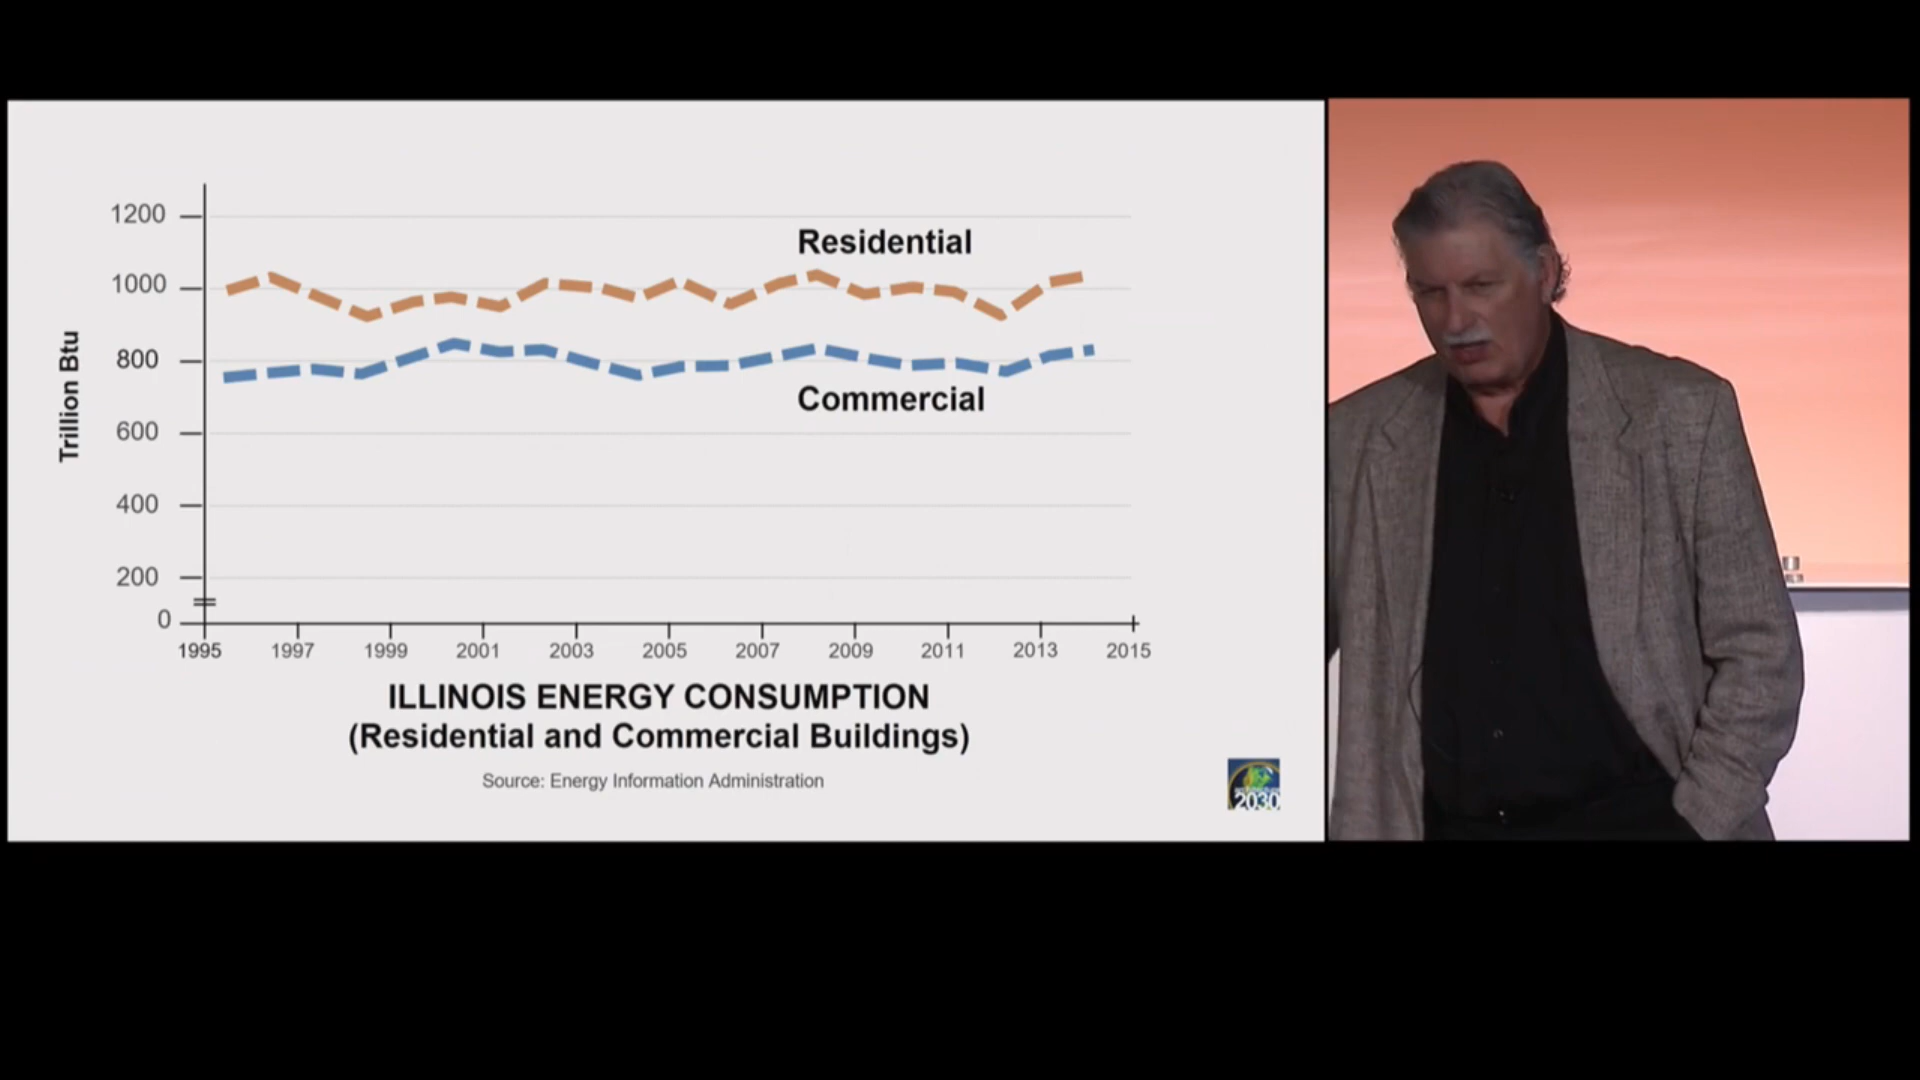 1200
1000
800
600
400
200
0
Trillion Btu
Residential
Commercial
1995 1997 1999 2001 2003 2005 2007 2009 2011 2013 2015
ILLINOIS ENERGY CONSUMPTION
(Residential and Commercial Buildings)
Source: Energy Information Administration
2030